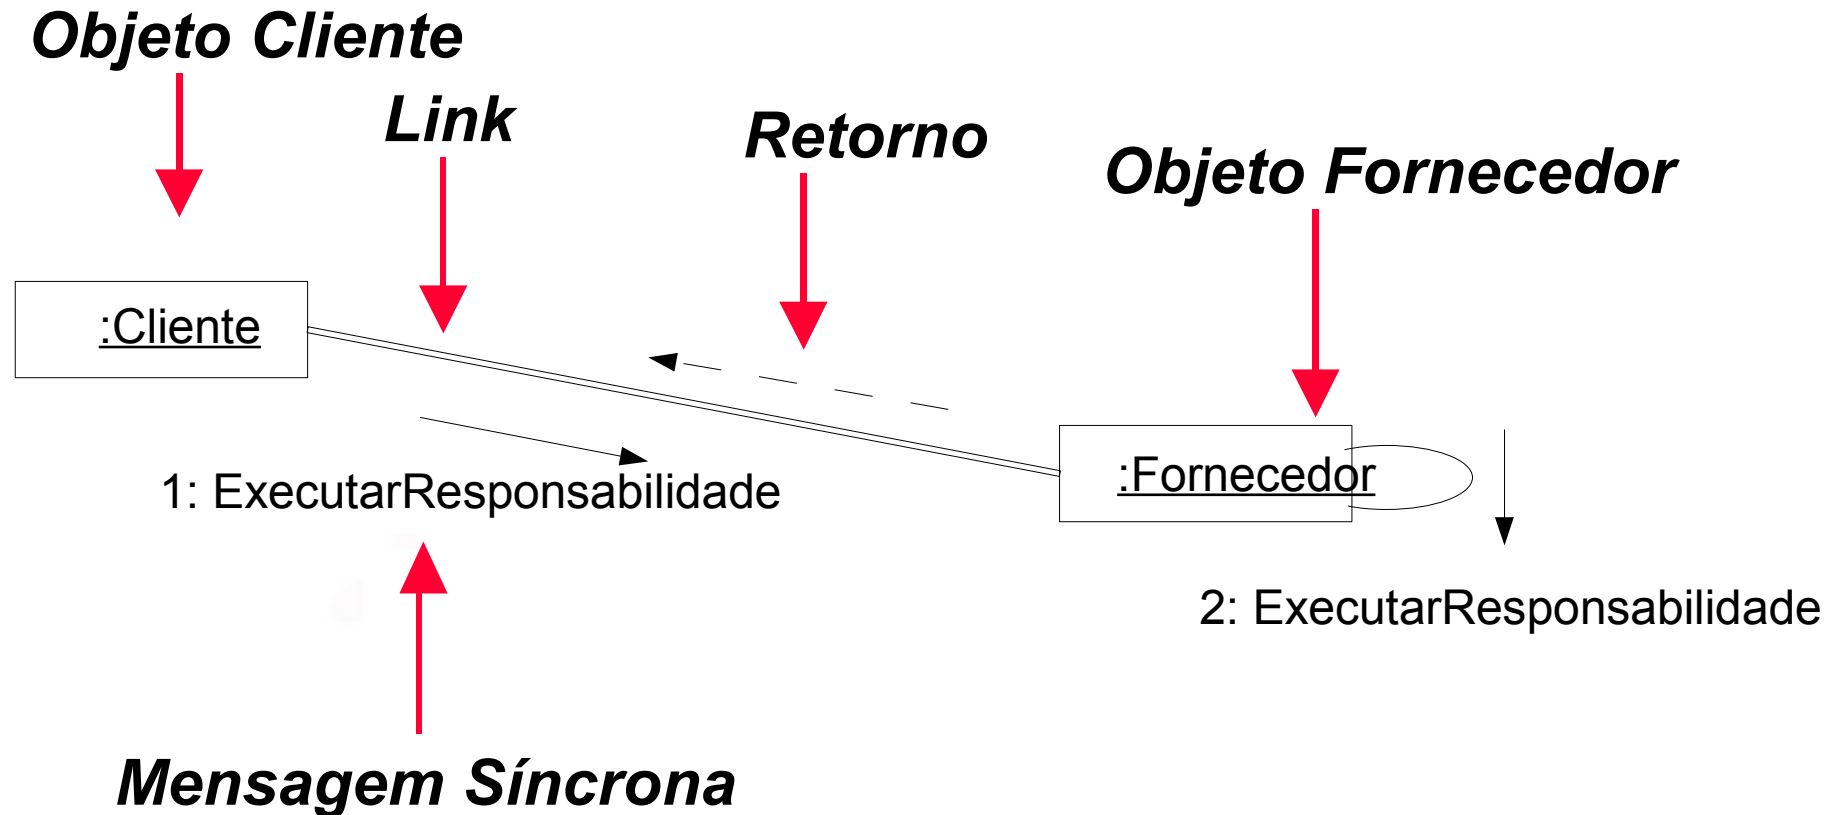 Objeto Cliente
Link
Retorno
Objeto Fornecedor
:Cliente
:Fornecedor
1: ExecutarResponsabilidade
2: ExecutarResponsabilidade
Mensagem Síncrona